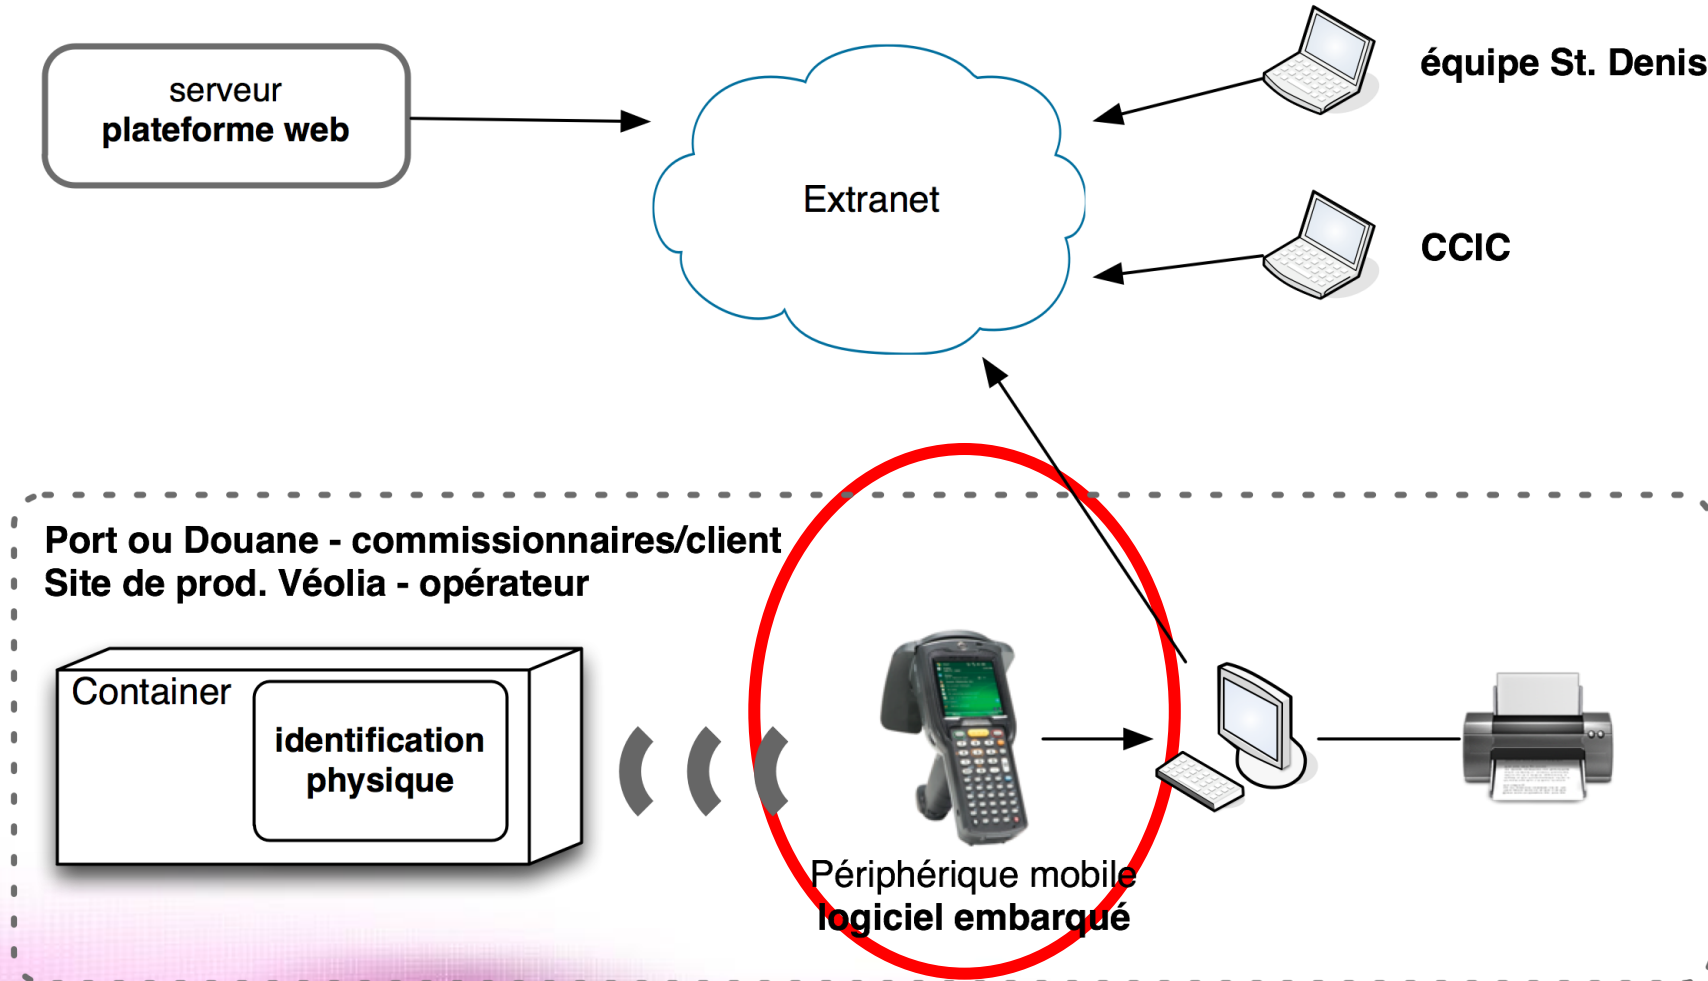 serveur
plateforme web
Extranet
équipe St. Denis
CCIC
Port ou Douane - commissionnaires/client
Site de prod. Véolia - opérateur
Container
identification
physique
Périphérique mobile
logiciel embarqué